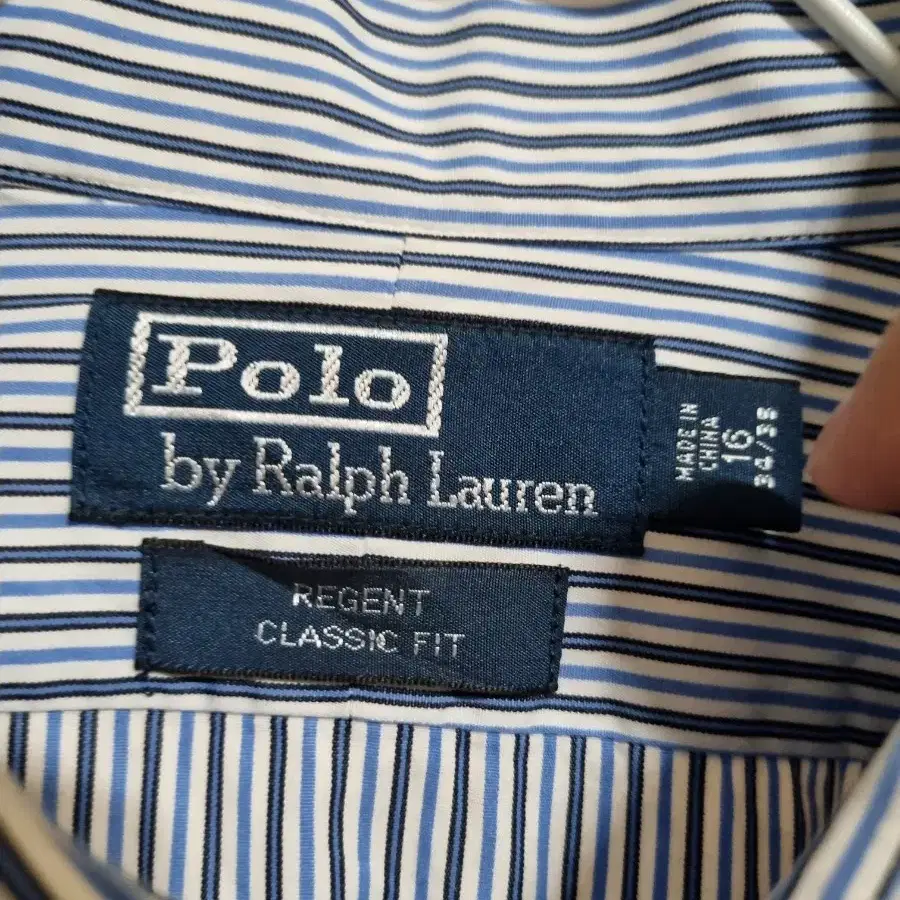 Polo
by Ralph Lauren
MADE IN
CHINA
16
34/35
REGENT
CLASSIC FIT